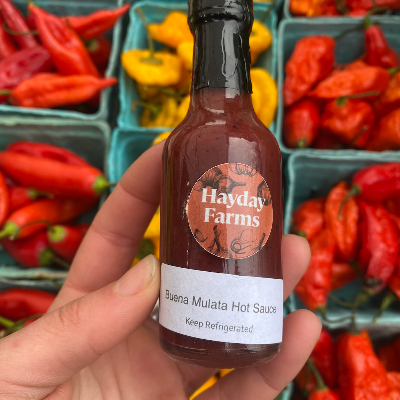 Hayday
Farms
Buena Mulata Hot Sauce
Keep Refrigerated